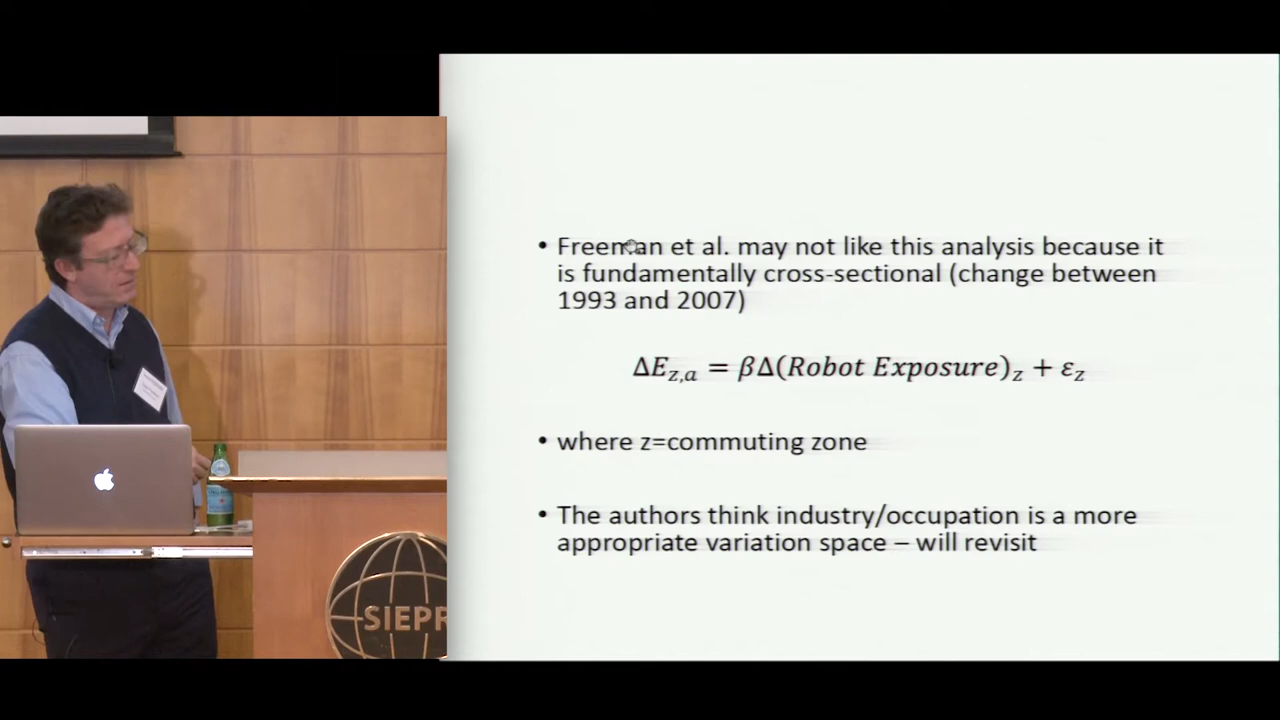 • Freeman et al. may not like this analysis because it
is fundamentally cross-sectional (change between
1993 and 2007)
ΔE_{z,a} = βΔ(Robot Exposure)_z + ε_z
• where z=commuting zone
• The authors think industry/occupation is a more
appropriate variation space – will revisit
SIEPR